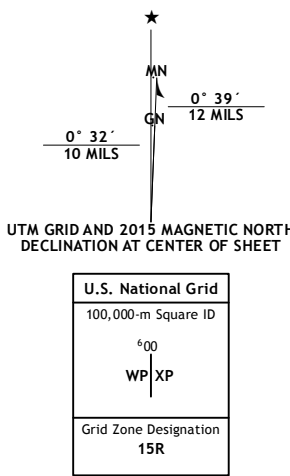 ★
MN
0° 39´
12 MILS
GN
0° 32´
10 MILS
UTM GRID AND 2015 MAGNETIC NORTH
DECLINATION AT CENTER OF SHEET
U.S. National Grid
100,000-m Square ID
⁶00
WP XP
Grid Zone Designation
15R